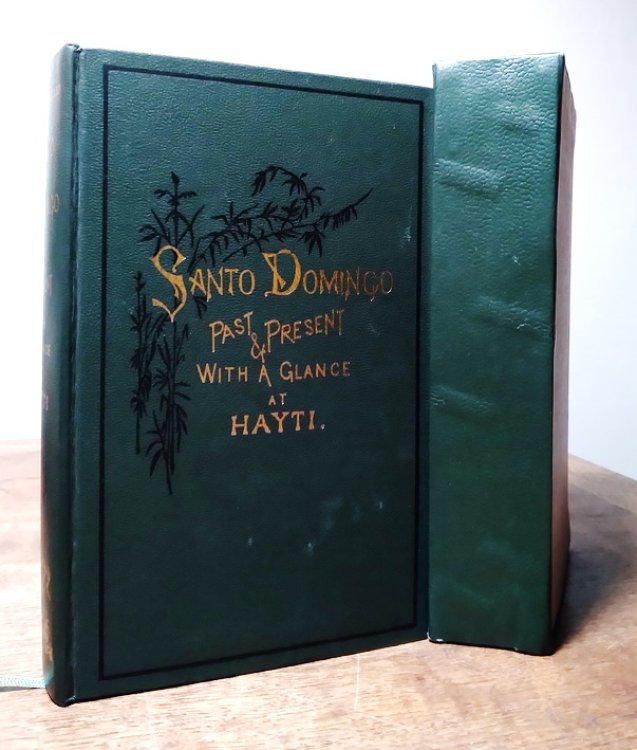 SANTO DOMINGO
PAST & PRESENT
WITH A GLANCE
AT
HAYTI.